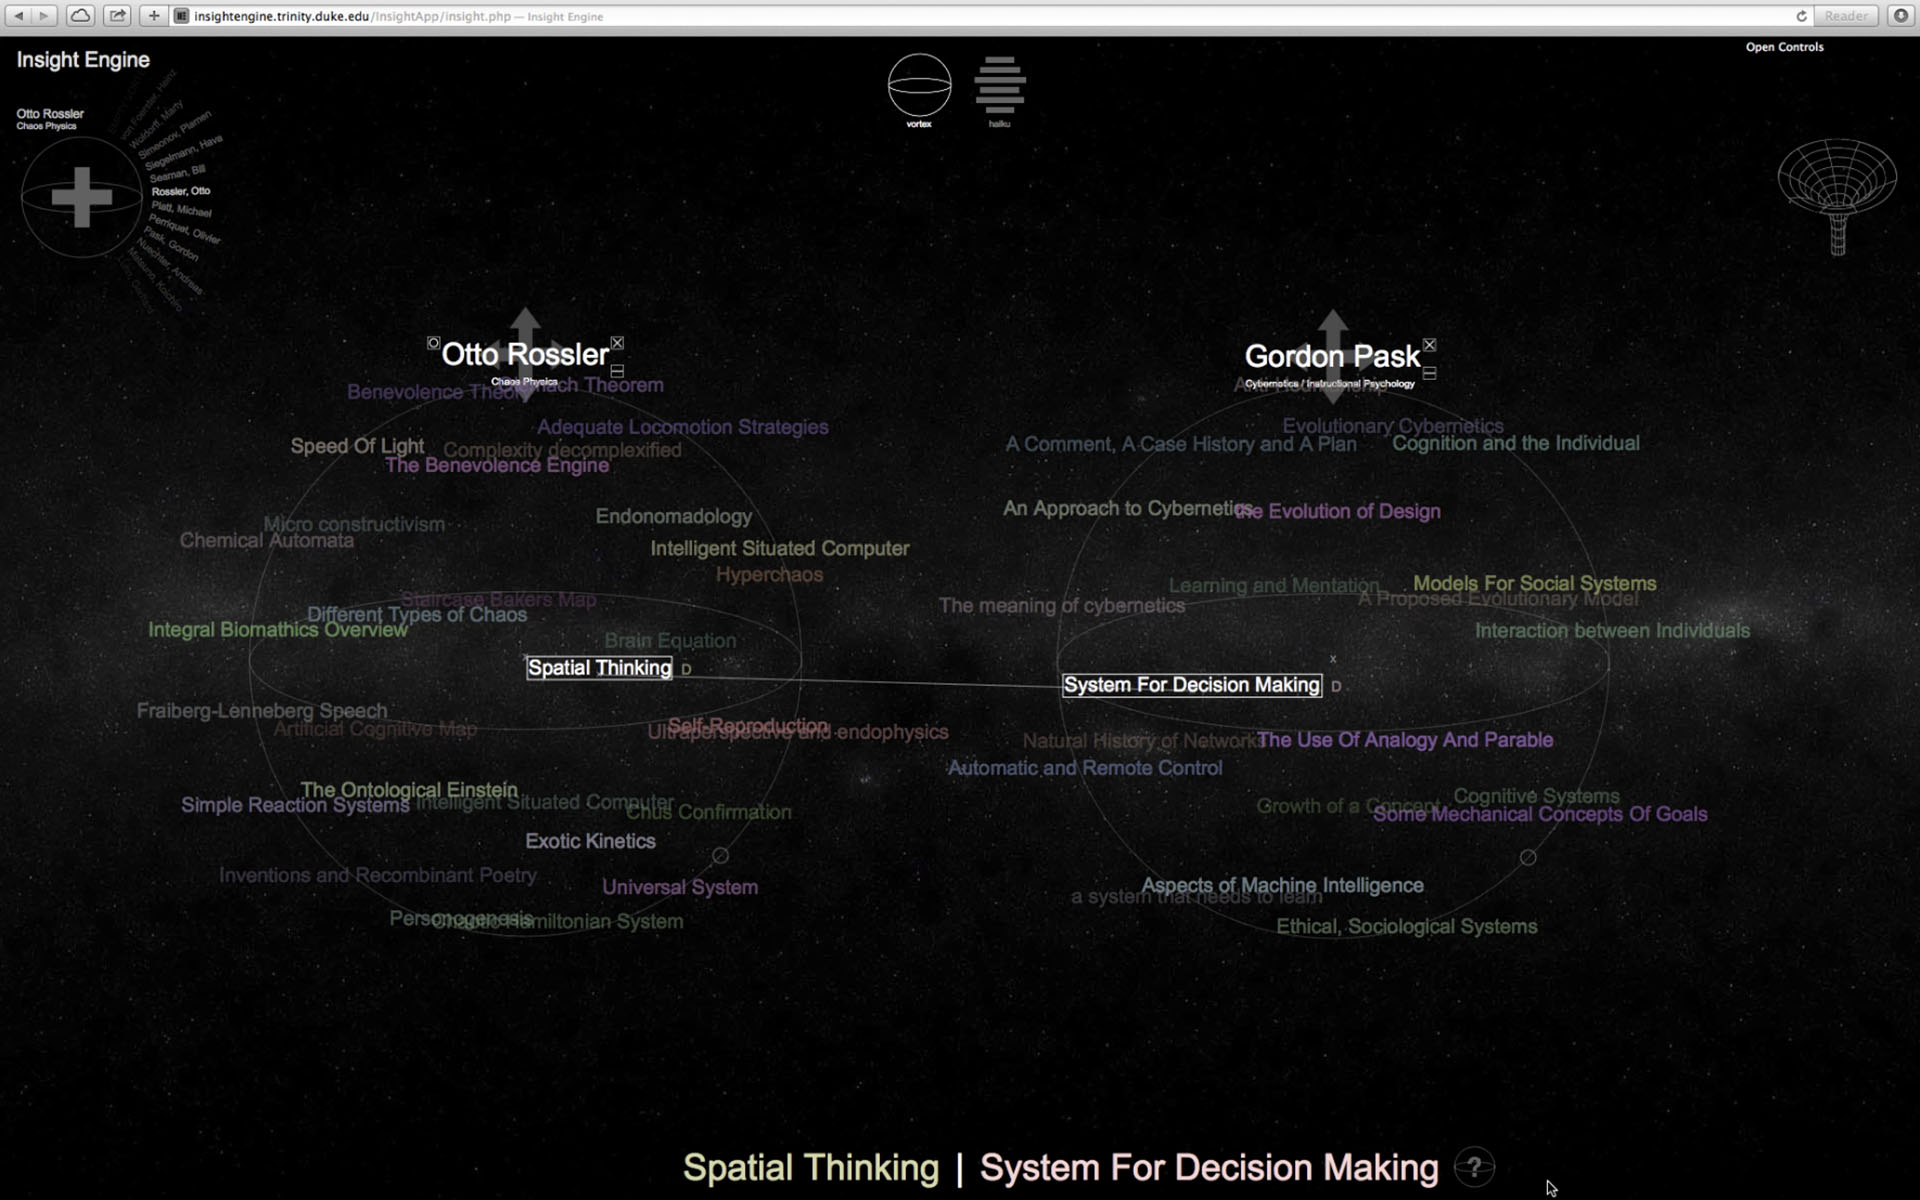 insightengine.trinity.duke.edu/InsightApp/insight.php — Insight Engine
Reader
Insight Engine
Open Controls
vortex
haiku
Otto Rossler
Chaos Physics
von Foerster, Heinz
Woldorf, Marty
Simeonov, Plamen
Siegelmann, Hava
Seaman, Bill
Rossler, Otto
Platt, Michael
Perriquet, Olivier
Pask, Gordon
Nuechter, Andreas
Matsuno, Koichiro
Otto Rossler
Chaos Physics
Benevolence
Theorem
Adequate Locomotion Strategies
Speed Of Light
Complexity decomplexified
The Benevolence Engine
Endonomadology
Micro constructivism
Chemical Automata
Intelligent Situated Computer
Hyperchaos
Staircase Bakers Map
Different Types of Chaos
Integral Biomathics Overview
Brain Equation
Spatial Thinking D
Fraiberg-Lenneberg Speech
Artificial Cognitive Map
Self-Reproduction
Ultraperspective and endophysics
The Ontological Einstein
Simple Reaction Systems
Intelligent Situated Computer
Chus Confirmation
Exotic Kinetics
Inventions and Recombinant Poetry
Universal System
Personogenesis
Chaotic Hamiltonian System
Gordon Pask
Cybernetics / Instructional Psychology
Evolutionary Cybernetics
A Comment, A Case History and A Plan
Cognition and the Individual
An Approach to Cybernetics
the Evolution of Design
Learning and Mentation
Models For Social Systems
A Proposed Evolutionary Model
The meaning of cybernetics
Interaction between Individuals
x
System For Decision Making D
Natural History of Networks
The Use Of Analogy And Parable
Automatic and Remote Control
Cognitive Systems
Growth of a Concept
Some Mechanical Concepts Of Goals
Aspects of Machine Intelligence
a system that needs to learn
Ethical, Sociological Systems
Spatial Thinking | System For Decision Making ?